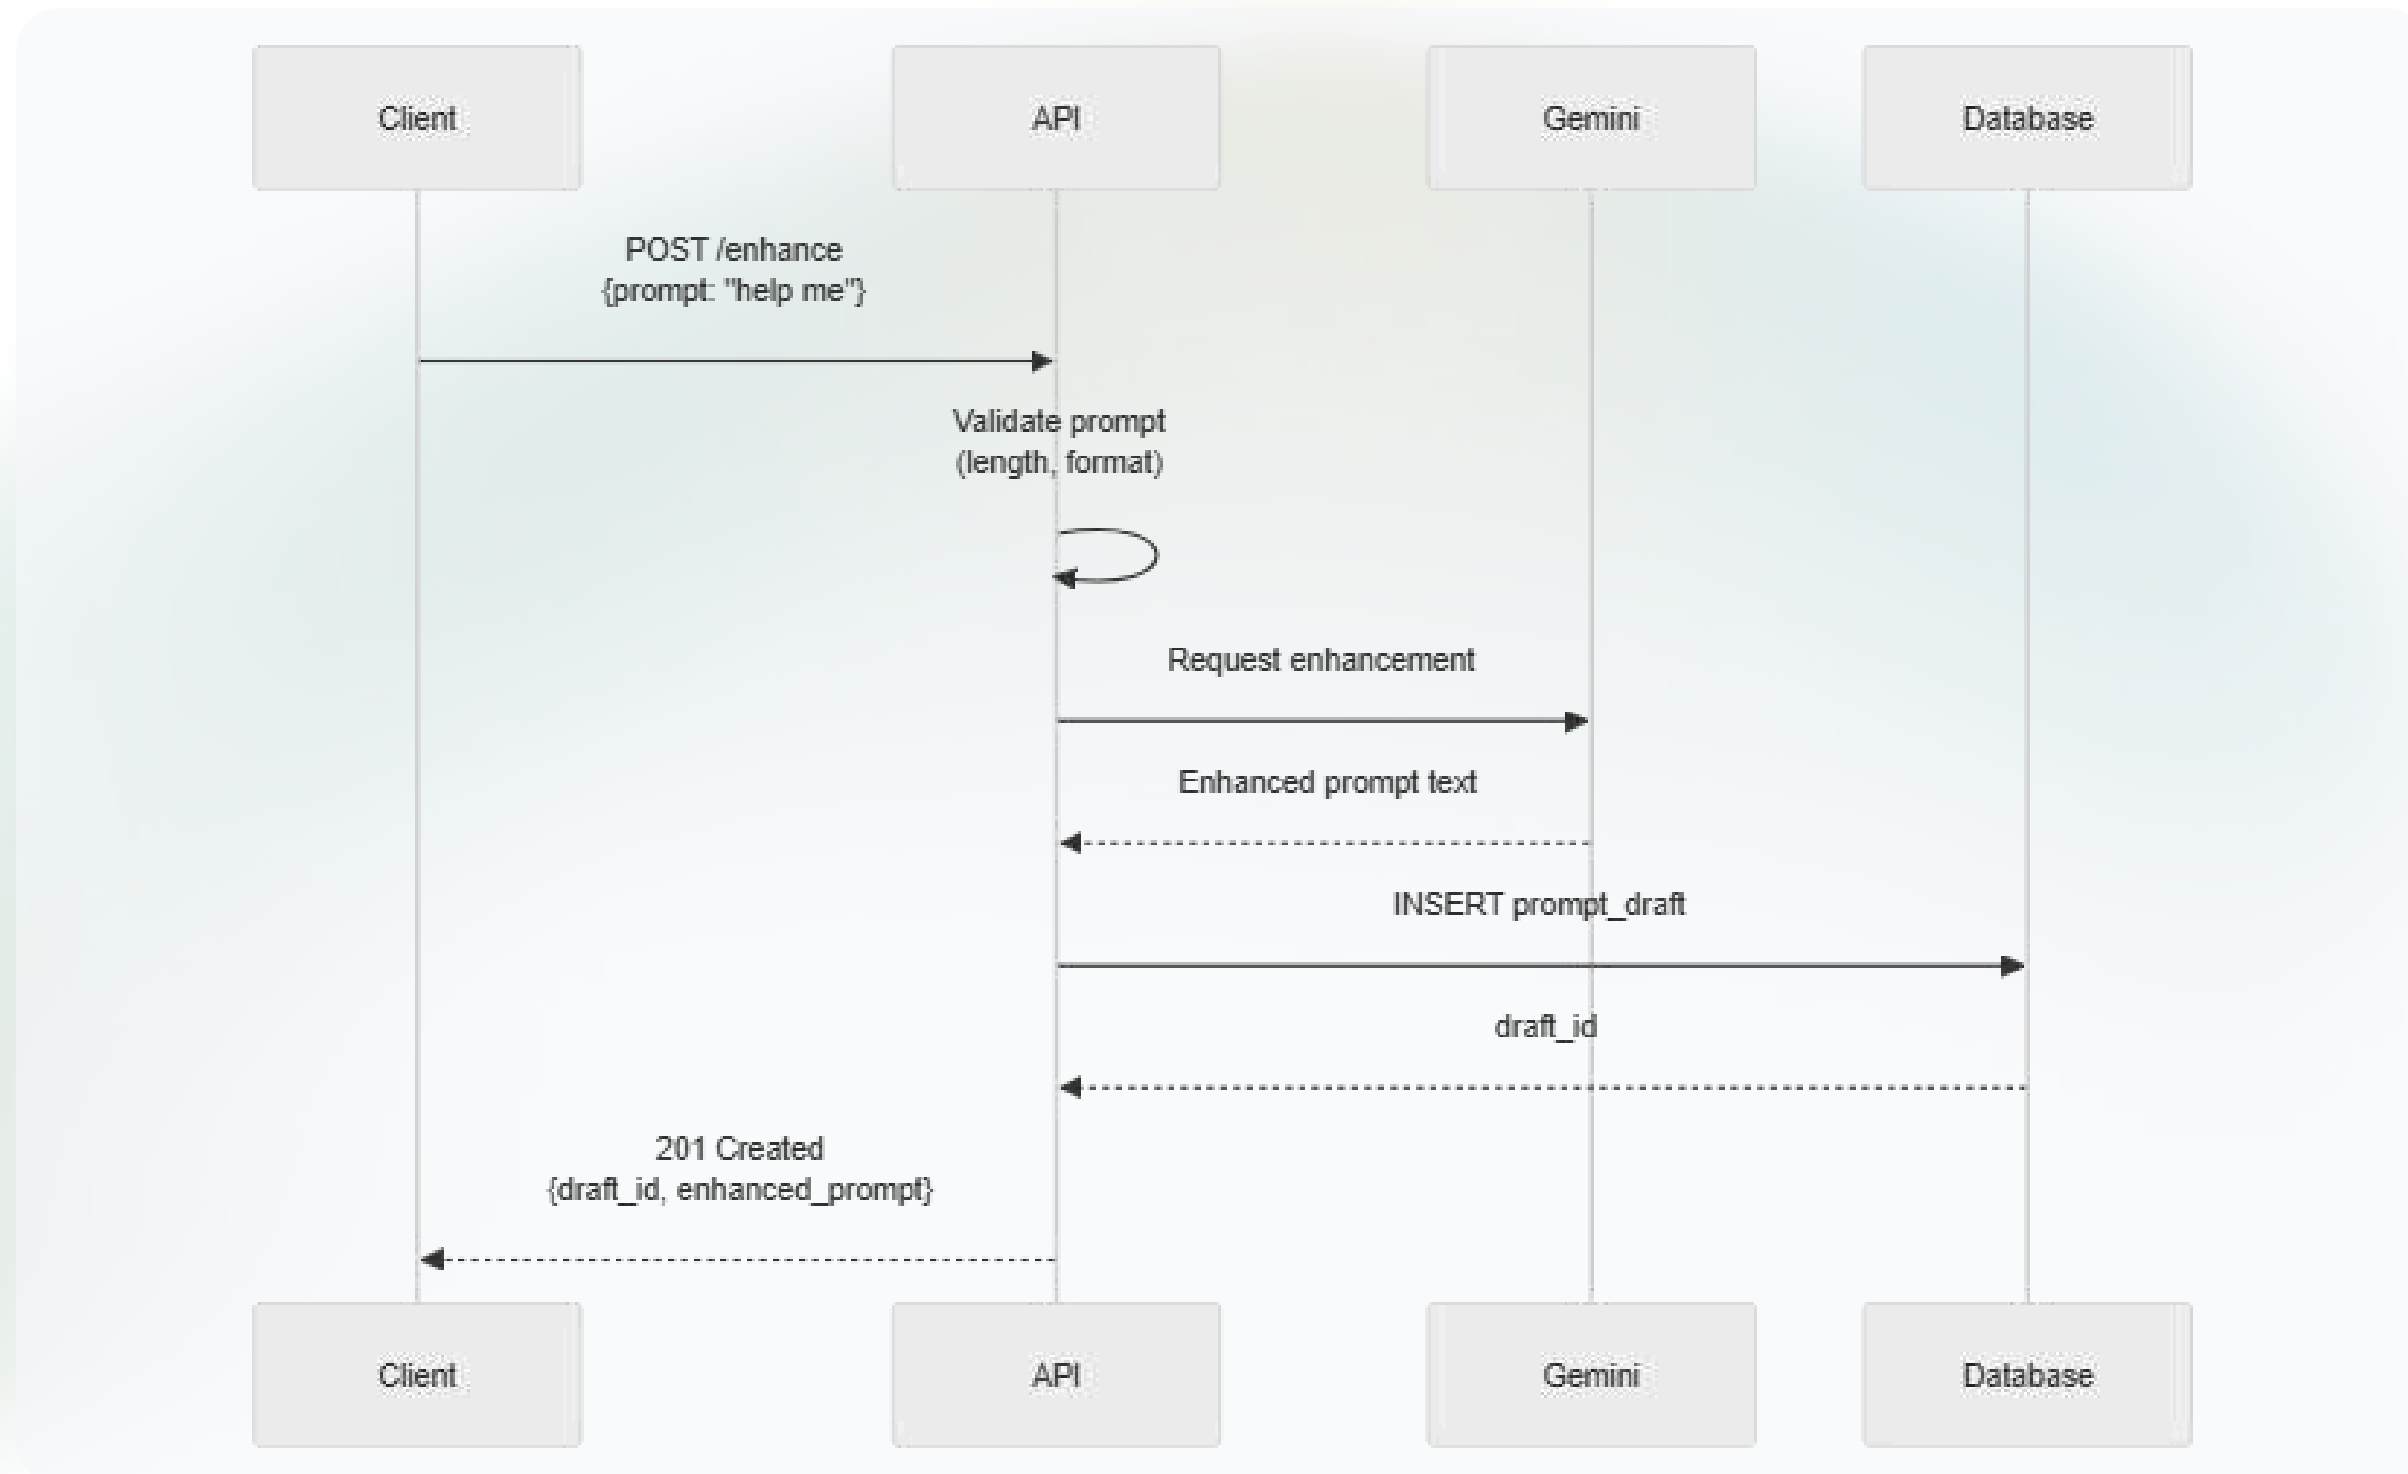 Client
API
Gemini
Database
POST /enhance
{prompt: "help me"}
Validate prompt
(length, format)
Request enhancement
Enhanced prompt text
INSERT prompt_draft
draft_id
201 Created
{draft_id, enhanced_prompt}
Client
API
Gemini
Database